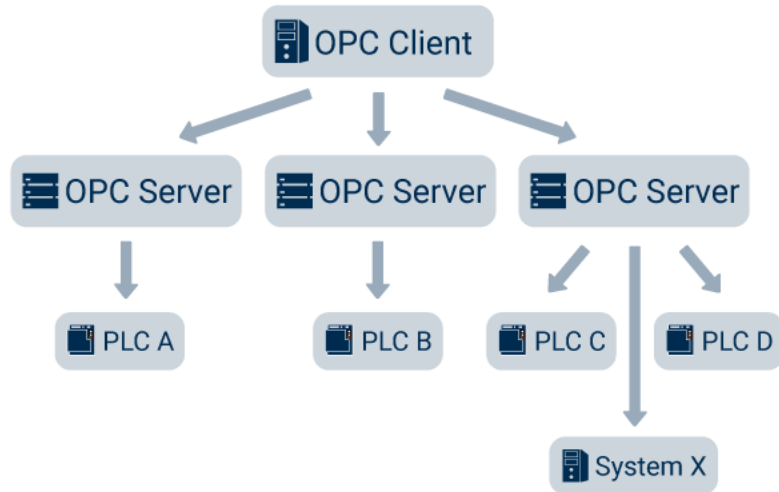 OPC Client
OPC Server
OPC Server
OPC Server
PLC A
PLC B
PLC C
PLC D
System X